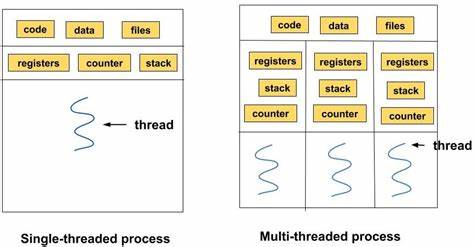 code data files
registers counter stack
thread
Single-threaded process
code data files
registers registers registers
stack stack stack
counter counter counter
thread
Multi-threaded process